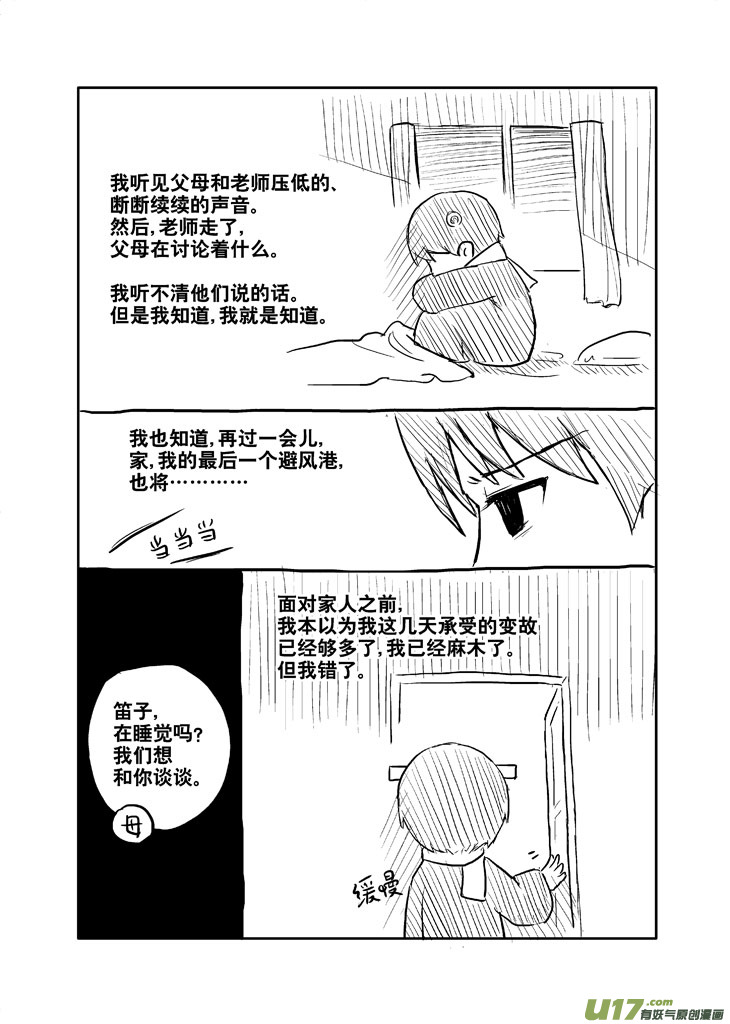 我听见父母和老师压低的、
断断续续的声音。
然后,老师走了,
父母在讨论着什么。
我听不清他们说的话。
但是我知道,我就是知道。
我也知道,再过一会儿,
家,我的最后一个避风港,
也将…………
当当当
面对家人之前,
我本以为我这几天承受的变故
已经够多了,我已经麻木了。
但我错了。
笛子,
在睡觉吗?
我们想
和你谈谈。
母
缓慢
U17.com
有妖气原创漫画